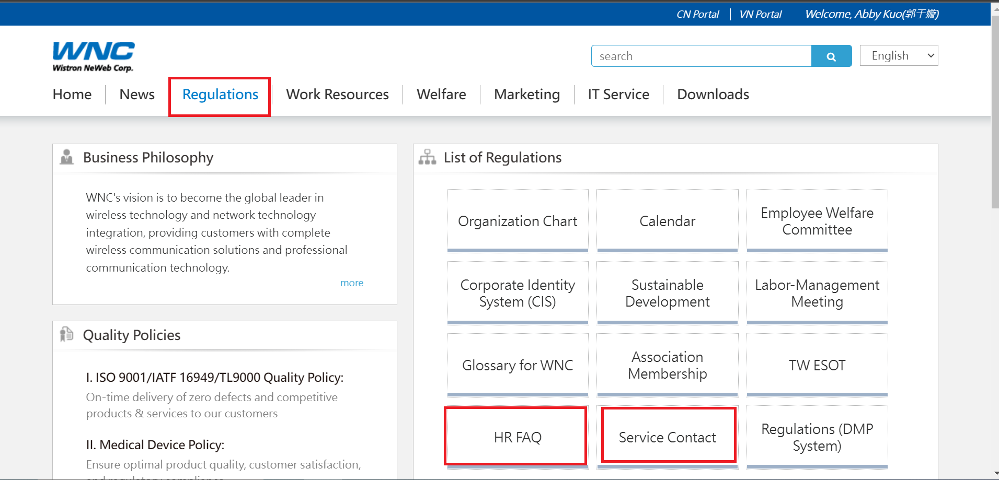 CN Portal
VN Portal
Welcome, Abby Kuo(郭于嫙)
WNC
Wistron NeWeb Corp.
search
English
Home
News
Regulations
Work Resources
Welfare
Marketing
IT Service
Downloads
Business Philosophy
WNC's vision is to become the global leader in
wireless technology and network technology
integration, providing customers with complete
wireless communication solutions and professional
communication technology.
more
Quality Policies
I. ISO 9001/IATF 16949/TL9000 Quality Policy:
On-time delivery of zero defects and competitive
products & services to our customers
II. Medical Device Policy:
Ensure optimal product quality, customer satisfaction,
and regulatory compliance
List of Regulations
Organization Chart
Calendar
Employee Welfare
Committee
Corporate Identity
System (CIS)
Sustainable
Development
Labor-Management
Meeting
Glossary for WNC
Association
Membership
TW ESOT
HR FAQ
Service Contact
Regulations (DMP
System)